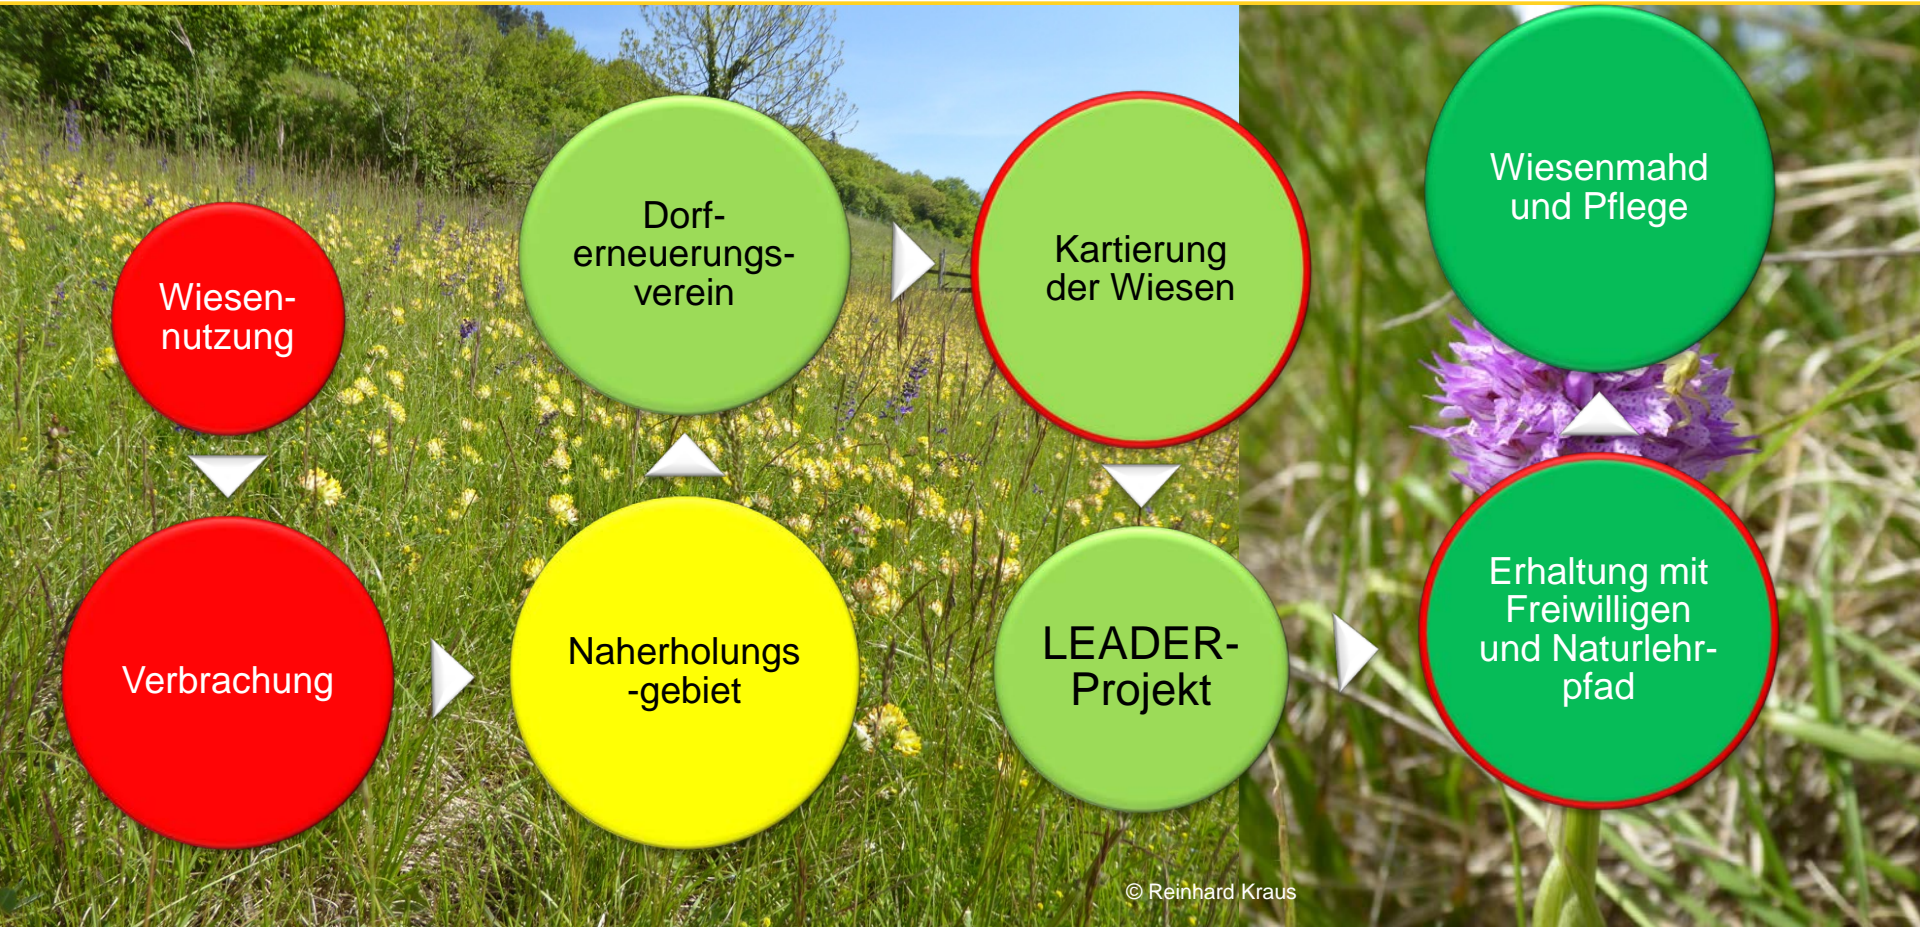 Wiesen-
nutzung
Verbrachung
Naherholungs
-gebiet
Dorf-
erneuerungs-
verein
Kartierung
der Wiesen
LEADER-
Projekt
Erhaltung mit
Freiwilligen
und Naturlehr-
pfad
Wiesenmahd
und Pflege
© Reinhard Kraus